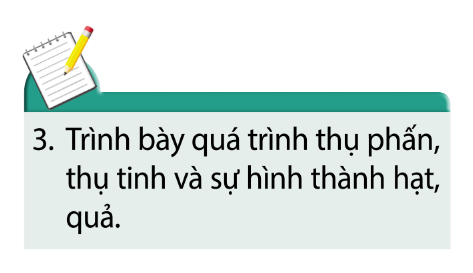 3. Trình bày quá trình thụ phấn,
thụ tinh và sự hình thành hạt,
quả.